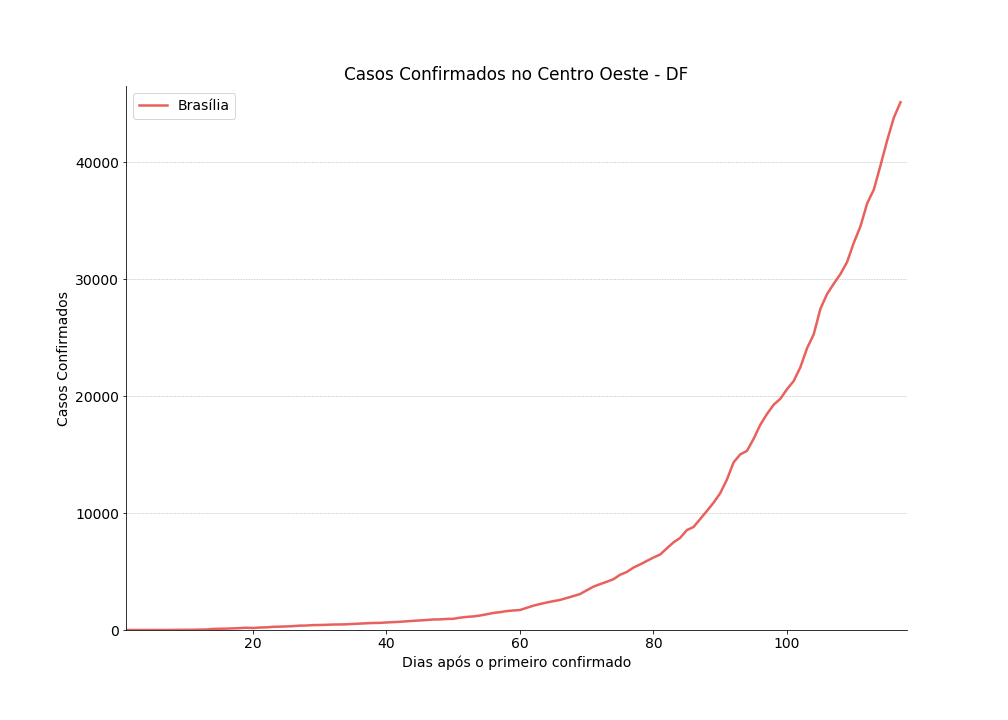 Casos Confirmados no Centro Oeste - DF
Brasília
Casos Confirmados
40000
30000
20000
10000
0
20
40
60
80
100
Dias após o primeiro confirmado